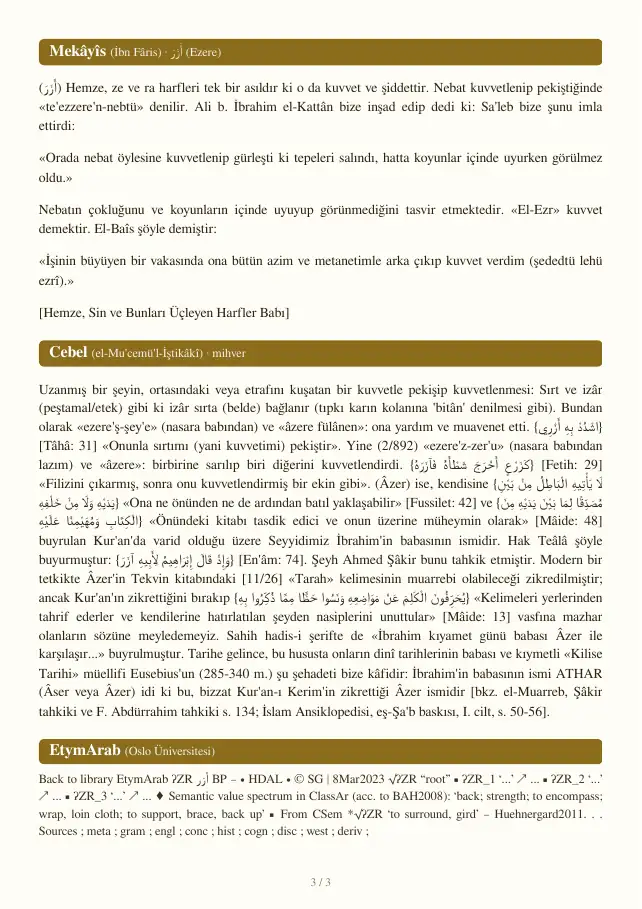 Mekâyîs (İbn Fâris) · أَزَرَ (Ezere)
(أَزَرَ) Hemze, ze ve ra harfleri tek bir asıldır ki o da kuvvet ve şiddettir. Nebat kuvvetlenip pekiştiğinde
«te'ezzere'n-nebtü» denilir. Ali b. İbrahim el-Kattân bize inşad edip dedi ki: Sa'leb bize şunu imla
ettirdi:
«Orada nebat öylesine kuvvetlenip gürleşti ki tepeleri salındı, hatta koyunlar içinde uyurken görülmez
oldu.»
Nebatın çokluğunu ve koyunların içinde uyuyup görünmediğini tasvir etmektedir. «El-Ezr» kuvvet
demektir. El-Baîs şöyle demiştir:
«İşinin büyüyen bir vakasında ona bütün azim ve metanetimle arka çıkıp kuvvet verdim (şededtü lehü
ezrî).»
[Hemze, Sin ve Bunları Üçleyen Harfler Babı]
Cebel (el-Mu'cemü'l-İştikâkî) · mihver
Uzanmış bir şeyin, ortasındaki veya etrafını kuşatan bir kuvvetle pekişip kuvvetlenmesi: Sırt ve izâr
(peştamal/etek) gibi ki izâr sırta (belde) bağlanır (tıpkı karın kolanına 'bitân' denilmesi gibi). Bundan
olarak «ezere'ş-şey'e» (nasara babından) ve «âzere fülânen»: ona yardım ve muavenet etti. {اشْدُدْ بِهِ أَزْرِي}
[Tâhâ: 31] «Onunla sırtımı (yani kuvvetimi) pekiştir». Yine (2/892) «ezere'z-zer'u» (nasara babından
lazım) ve «âzere»: birbirine sarılıp biri diğerini kuvvetlendirdi. {كَزَرْعٍ أَخْرَجَ شَطْأَهُ فَآزَرَهُ} [Fetih: 29]
«Filizini çıkarmış, sonra onu kuvvetlendirmiş bir ekin gibi». (Âzer) ise, kendisine {لَا يَأْتِيهِ الْبَاطِلُ مِنْ بَيْنِ
يَدَيْهِ وَلَا مِنْ خَلْفِهِ} «Ona ne önünden ne de ardından batıl yaklaşabilir» [Fussilet: 42] ve {مُصَدِّقًا لِمَا بَيْنَ يَدَيْهِ مِنَ
الْكِتَابِ وَمُهَيْمِنًا عَلَيْهِ} «Önündeki kitabı tasdik edici ve onun üzerine müheymin olarak» [Mâide: 48]
buyrulan Kur'an'da varid olduğu üzere Seyyidimiz İbrahim'in babasının ismidir. Hak Teâlâ şöyle
buyurmuştur: {وَإِذْ قَالَ إِبْرَاهِيمُ لِأَبِيهِ آزَرَ} [En'âm: 74]. Şeyh Ahmed Şâkir bunu tahkik etmiştir. Modern bir
tetkikte Âzer'in Tekvin kitabındaki [11/26] «Tarah» kelimesinin muarrebi olabileceği zikredilmiştir;
ancak Kur'an'ın zikrettiğini bırakıp {يُحَرِّفُونَ الْكَلِمَ عَنْ مَوَاضِعِهِ وَنَسُوا حَظًّا مِمَّا ذُكِّرُوا بِهِ} «Kelimeleri yerlerinden
tahrif ederler ve kendilerine hatırlatılan şeyden nasiplerini unuttular» [Mâide: 13] vasfına mazhar
olanların sözüne meyledemeyiz. Sahih hadis-i şerifte de «İbrahim kıyamet günü babası Âzer ile
karşılaşır...» buyrulmuştur. Tarihe gelince, bu hususta onların dinî tarihlerinin babası ve kıymetli «Kilise
Tarihi» müellifi Eusebius'un (285-340 m.) şu şehadeti bize kâfidir: İbrahim'in babasının ismi ATHAR
(Âser veya Âzer) idi ki bu, bizzat Kur'an-ı Kerim'in zikrettiği Âzer ismidir [bkz. el-Muarreb, Şâkir
tahkiki ve F. Abdürrahim tahkiki s. 134; İslam Ansiklopedisi, eş-Şa'b baskısı, I. cilt, s. 50-56].
EtymArab (Oslo Üniversitesi)
Back to library EtymArab ʔZR أزر BP – • HDAL • © SG | 8Mar2023 √ʔZR “root” ▪ ʔZR_1 ‘...’ ↗ ... ▪ ʔZR_2 ‘...’
↗ ... ▪ ʔZR_3 ‘...’ ↗ ... ♦ Semantic value spectrum in ClassAr (acc. to BAH2008): ‘back; strength; to encompass;
wrap, loin cloth; to support, brace, back up’ ▪ From CSem *√ʔZR ‘to surround, gird’ – Huehnergard2011. . .
Sources ; meta ; gram ; engl ; conc ; hist ; cogn ; disc ; west ; deriv ;
3 / 3